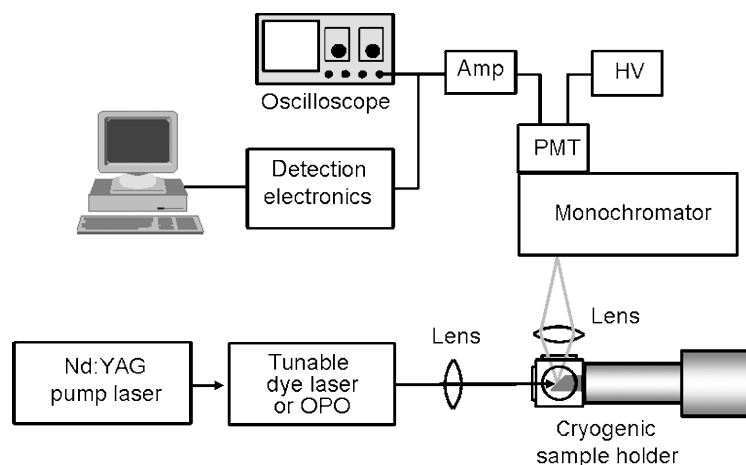 Oscilloscope
Amp
HV
PMT
Monochromator
Detection
electronics
Lens
Lens
Nd:YAG
pump laser
Tunable
dye laser
or OPO
Cryogenic
sample holder